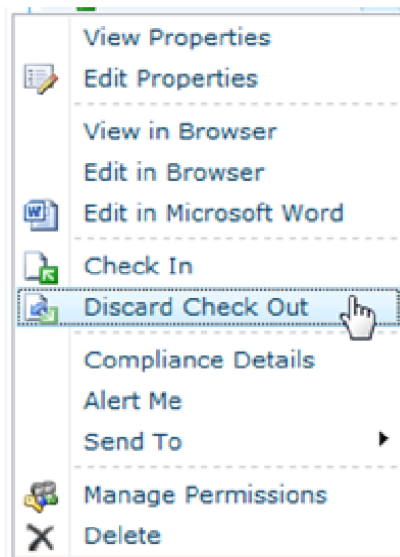 View Properties
Edit Properties
View in Browser
Edit in Browser
Edit in Microsoft Word
Check In
Discard Check Out
Compliance Details
Alert Me
Send To
Manage Permissions
Delete